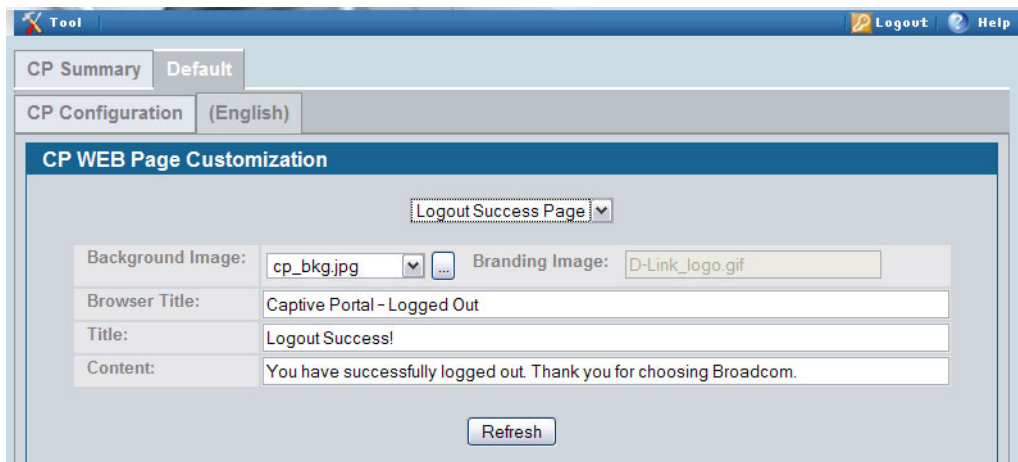 Tool Logout Help
CP Summary Default
CP Configuration (English)
CP WEB Page Customization
Logout Success Page
Background Image: cp_bkg.jpg ... Branding Image: D-Link_logo.gif
Browser Title: Captive Portal – Logged Out
Title: Logout Success!
Content: You have successfully logged out. Thank you for choosing Broadcom.
Refresh